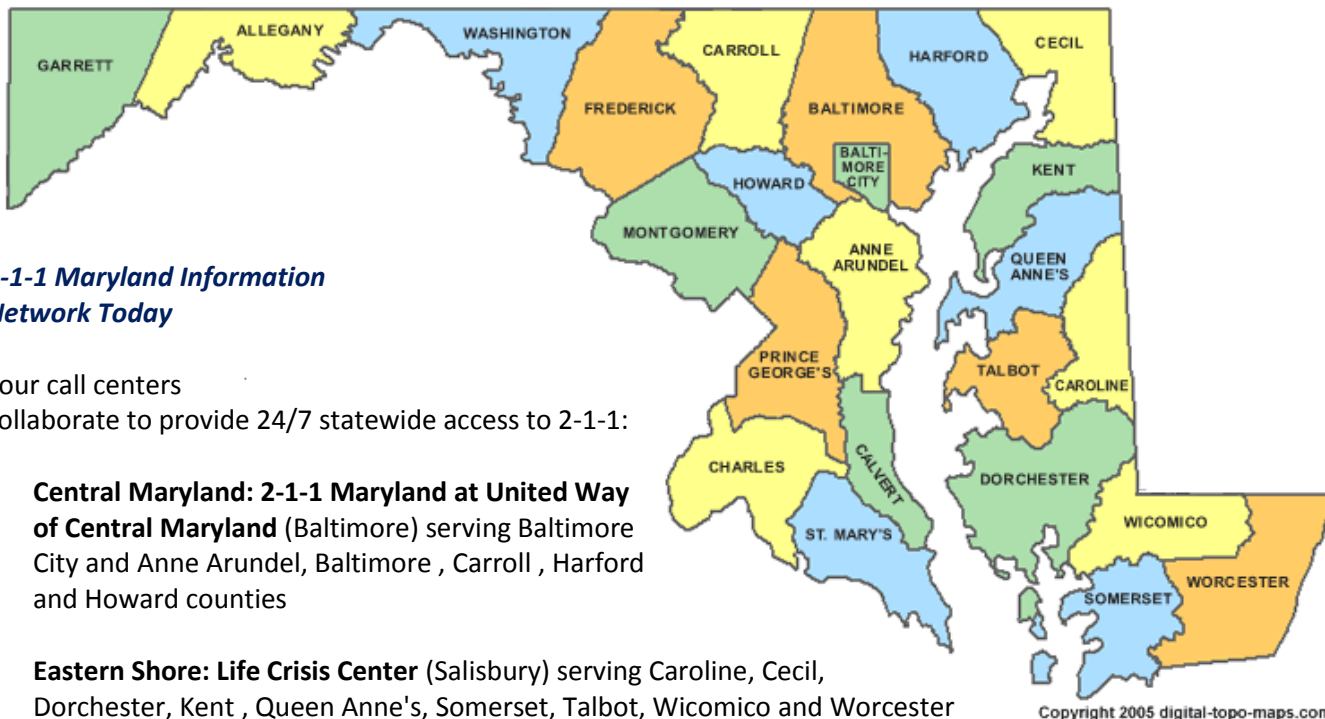 GARRETT
ALLEGANY
WASHINGTON
FREDERICK
CARROLL
BALTIMORE
HARFORD
CECIL
BALTI-
MORE
CITY
HOWARD
KENT
MONTGOMERY
ANNE
ARUNDEL
QUEEN
ANNE'S
PRINCE
GEORGE'S
TALBOT
CAROLINE
CHARLES
CALVERT
DORCHESTER
ST. MARY'S
WICOMICO
WORCESTER
SOMERSET
-1-1 Maryland Information
Network Today
our call centers
ollaborate to provide 24/7 statewide access to 2-1-1:
Central Maryland: 2-1-1 Maryland at United Way
of Central Maryland (Baltimore) serving Baltimore
City and Anne Arundel, Baltimore , Carroll , Harford
and Howard counties
Eastern Shore: Life Crisis Center (Salisbury) serving Caroline, Cecil,
Dorchester, Kent , Queen Anne's, Somerset, Talbot, Wicomico and Worcester
Copyright 2005 digital-topo-maps.com